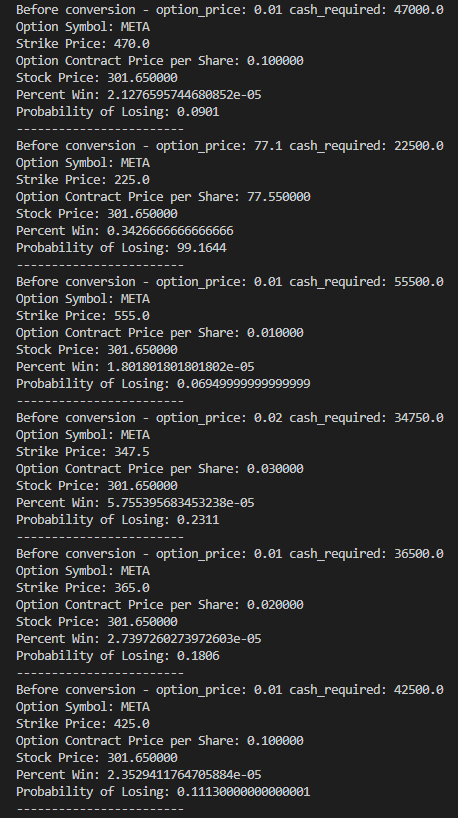 Before conversion - option_price: 0.01 cash_required: 47000.0
Option Symbol: META
Strike Price: 470.0
Option Contract Price per Share: 0.100000
Stock Price: 301.650000
Percent Win: 2.1276595744680852e-05
Probability of Losing: 0.0901
-------------------------
Before conversion - option_price: 77.1 cash_required: 22500.0
Option Symbol: META
Strike Price: 225.0
Option Contract Price per Share: 77.550000
Stock Price: 301.650000
Percent Win: 0.3426666666666666
Probability of Losing: 99.1644
-------------------------
Before conversion - option_price: 0.01 cash_required: 55500.0
Option Symbol: META
Strike Price: 555.0
Option Contract Price per Share: 0.010000
Stock Price: 301.650000
Percent Win: 1.801801801801802e-05
Probability of Losing: 0.06949999999999999
-------------------------
Before conversion - option_price: 0.02 cash_required: 34750.0
Option Symbol: META
Strike Price: 347.5
Option Contract Price per Share: 0.030000
Stock Price: 301.650000
Percent Win: 5.755395683453238e-05
Probability of Losing: 0.2311
-------------------------
Before conversion - option_price: 0.01 cash_required: 36500.0
Option Symbol: META
Strike Price: 365.0
Option Contract Price per Share: 0.020000
Stock Price: 301.650000
Percent Win: 2.7397260273972603e-05
Probability of Losing: 0.1806
-------------------------
Before conversion - option_price: 0.01 cash_required: 42500.0
Option Symbol: META
Strike Price: 425.0
Option Contract Price per Share: 0.100000
Stock Price: 301.650000
Percent Win: 2.3529411764705884e-05
Probability of Losing: 0.11130000000000001
-------------------------